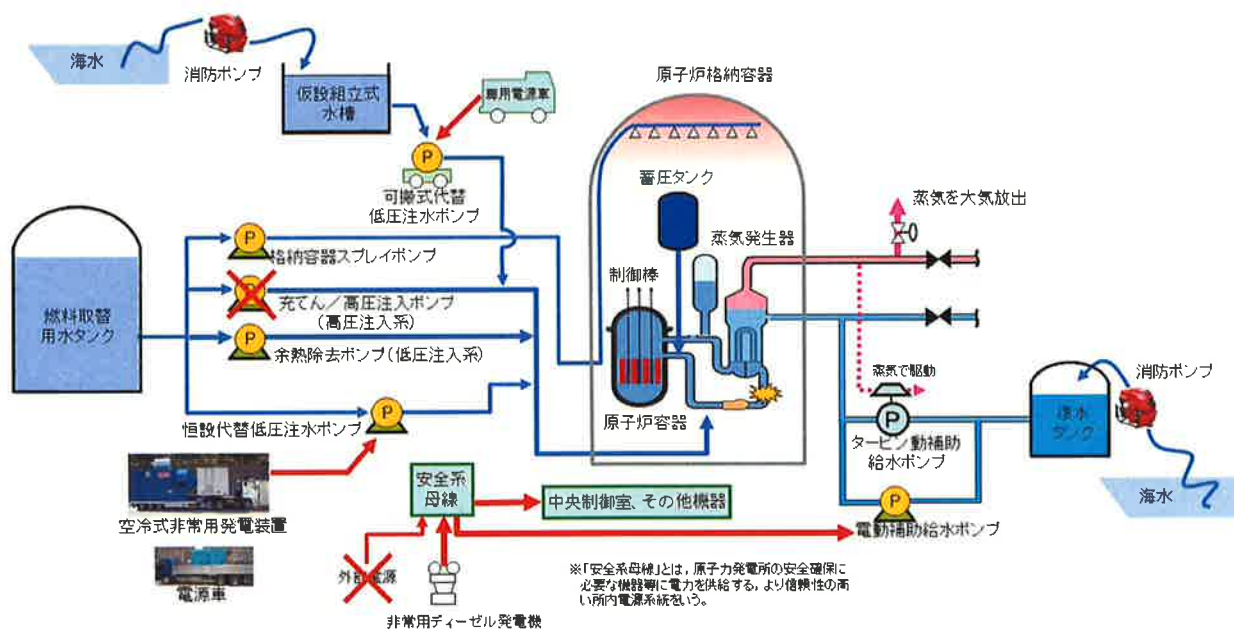 海水
消防ポンプ
仮設組立式
水槽
専用電源車
P
可搬式代替
低圧注水ポンプ
原子炉格納容器
蓄圧タンク
蒸気発生器
制御棒
原子炉容器
蒸気を大気放出
燃料取替
用水タンク
P
格納容器スプレイポンプ
P
充てん/高圧注入ポンプ
(高圧注入系)
P
余熱除去ポンプ(低圧注入系)
P
恒設代替低圧注水ポンプ
空冷式非常用発電装置
電源車
安全系
母線
中央制御室、その他機器
外部電源
非常用ディーゼル発電機
蒸気で駆動
P
タービン動補助
給水ポンプ
P
電動補助給水ポンプ
タンク
消防ポンプ
海水
※「安全系母線」とは、原子力発電所の安全確保に
必要な機器等に電力を供給する、より信頼性の高
い所内電源系統をいう。